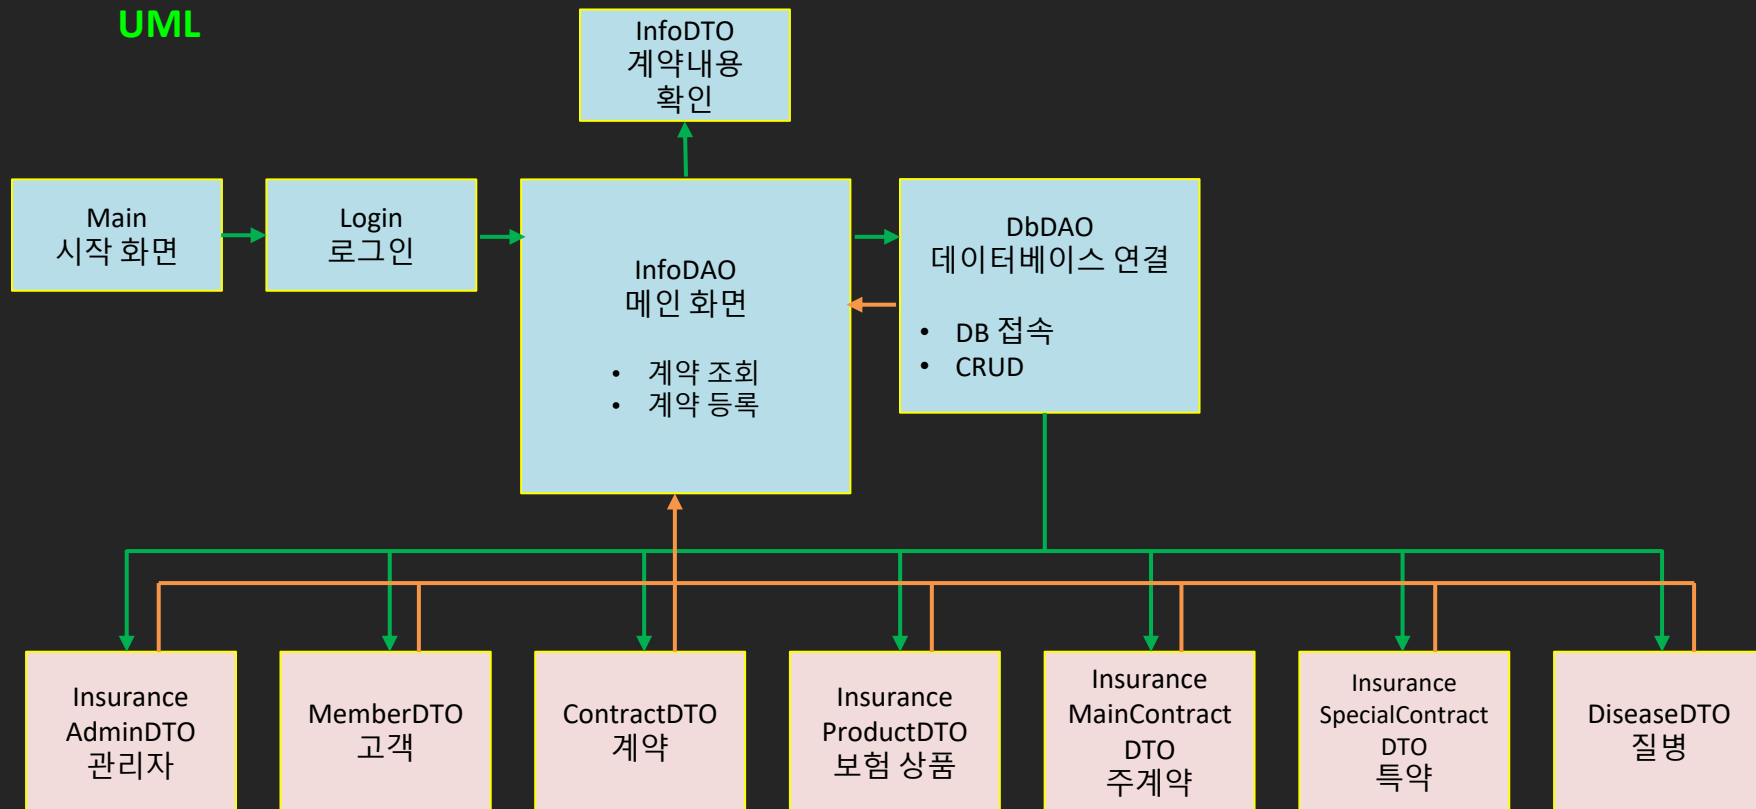 UML
InfoDTO
계약내용
확인
Main
시작 화면
Login
로그인
InfoDAO
메인 화면
• 계약 조회
• 계약 등록
DbDAO
데이터베이스 연결
• DB 접속
• CRUD
Insurance
AdminDTO
관리자
MemberDTO
고객
ContractDTO
계약
Insurance
ProductDTO
보험 상품
Insurance
MainContract
DTO
주계약
Insurance
SpecialContract
DTO
특약
DiseaseDTO
질병